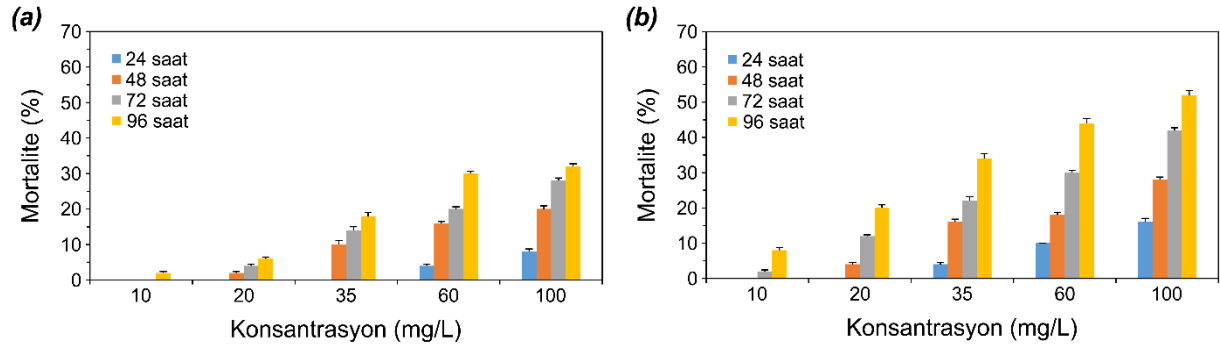 (a)
Mortalite (%)
70
60
50
40
30
20
10
0
24 saat
48 saat
72 saat
96 saat
10 20 35 60 100
Konsantrasyon (mg/L)
(b)
Mortalite (%)
70
60
50
40
30
20
10
0
24 saat
48 saat
72 saat
96 saat
10 20 35 60 100
Konsantrasyon (mg/L)